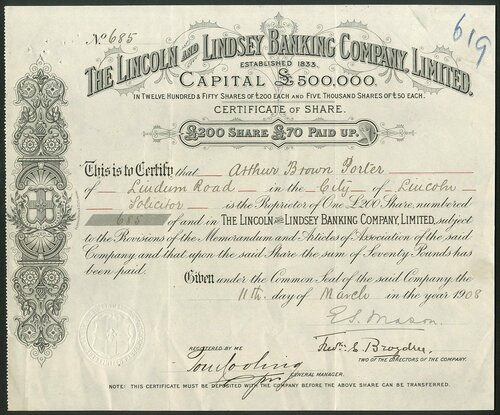 No. 685
619
THE LINCOLN AND LINDSEY BANKING COMPANY, LIMITED.
ESTABLISHED 1833.
CAPITAL £500,000.
IN TWELVE HUNDRED & FIFTY SHARES OF £200 EACH AND FIVE THOUSAND SHARES OF £50 EACH.
CERTIFICATE OF SHARE.
£200 SHARE £70 PAID UP.
This is to Certify that Arthur Brown Porter
of Lindum Road in the City of Lincoln
Solicitor is the Proprietor of One £200 Share, numbered
685 of and in THE LINCOLN AND LINDSEY BANKING COMPANY, LIMITED, subject
to the Provisions of the Memorandum and Articles of Association of the said
Company and that upon the said Share the sum of Seventy Pounds has
been paid.
Given under the Common Seal of the said Company, the
11th. day of March in the year 1908
E.S. Mason
REGISTERED BY ME
TWO OF THE DIRECTORS OF THE COMPANY.
GENERAL MANAGER.
NOTE: THIS CERTIFICATE MUST BE DEPOSITED WITH THE COMPANY BEFORE THE ABOVE SHARE CAN BE TRANSFERRED.